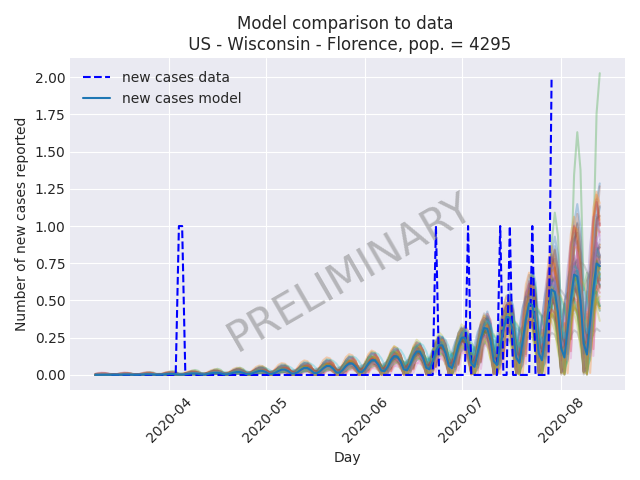 Model comparison to data
US - Wisconsin - Florence, pop. = 4295
2.00
1.75
1.50
1.25
1.00
0.75
0.50
0.25
0.00
Number of new cases reported
new cases data
new cases model
PRELIMINARY
2020-04
2020-05
2020-06
2020-07
2020-08
Day